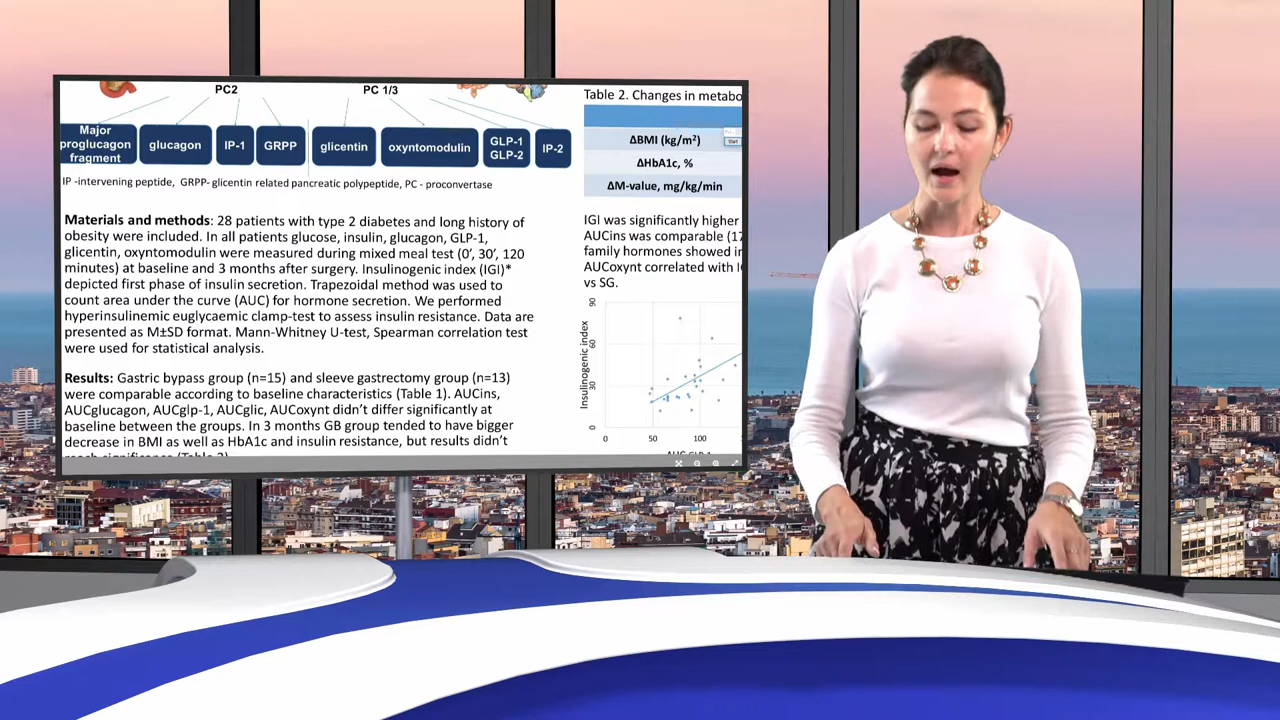 PC2
PC 1/3
Major
proglucagon
fragment
glucagon
IP-1
GRPP
glicentin
oxyntomodulin
GLP-1
GLP-2
IP-2
IP -intervening peptide, GRPP- glicentin related pancreatic polypeptide, PC - proconvertase
Materials and methods: 28 patients with type 2 diabetes and long history of
obesity were included. In all patients glucose, insulin, glucagon, GLP-1,
glicentin, oxyntomodulin were measured during mixed meal test (0’, 30’, 120
minutes) at baseline and 3 months after surgery. Insulinogenic index (IGI)*
depicted first phase of insulin secretion. Trapezoidal method was used to
count area under the curve (AUC) for hormone secretion. We performed
hyperinsulinemic euglycaemic clamp-test to assess insulin resistance. Data are
presented as M±SD format. Mann-Whitney U-test, Spearman correlation test
were used for statistical analysis.
Results: Gastric bypass group (n=15) and sleeve gastrectomy group (n=13)
were comparable according to baseline characteristics (Table 1). AUCins,
AUCglucagon, AUCglp-1, AUCglic, AUCoxynt didn’t differ significantly at
baseline between the groups. In 3 months GB group tended to have bigger
decrease in BMI as well as HbA1c and insulin resistance, but results didn’t
reach significance (Table 2)
Table 2. Changes in metabo
ΔBMI (kg/m²)
ΔHbA1c, %
ΔM-value, mg/kg/min
IGI was significantly higher
AUCins was comparable (17
family hormones showed in
AUCoxynt correlated with I
vs SG.
Insulinogenic index
90
60
30
0
0 50 100